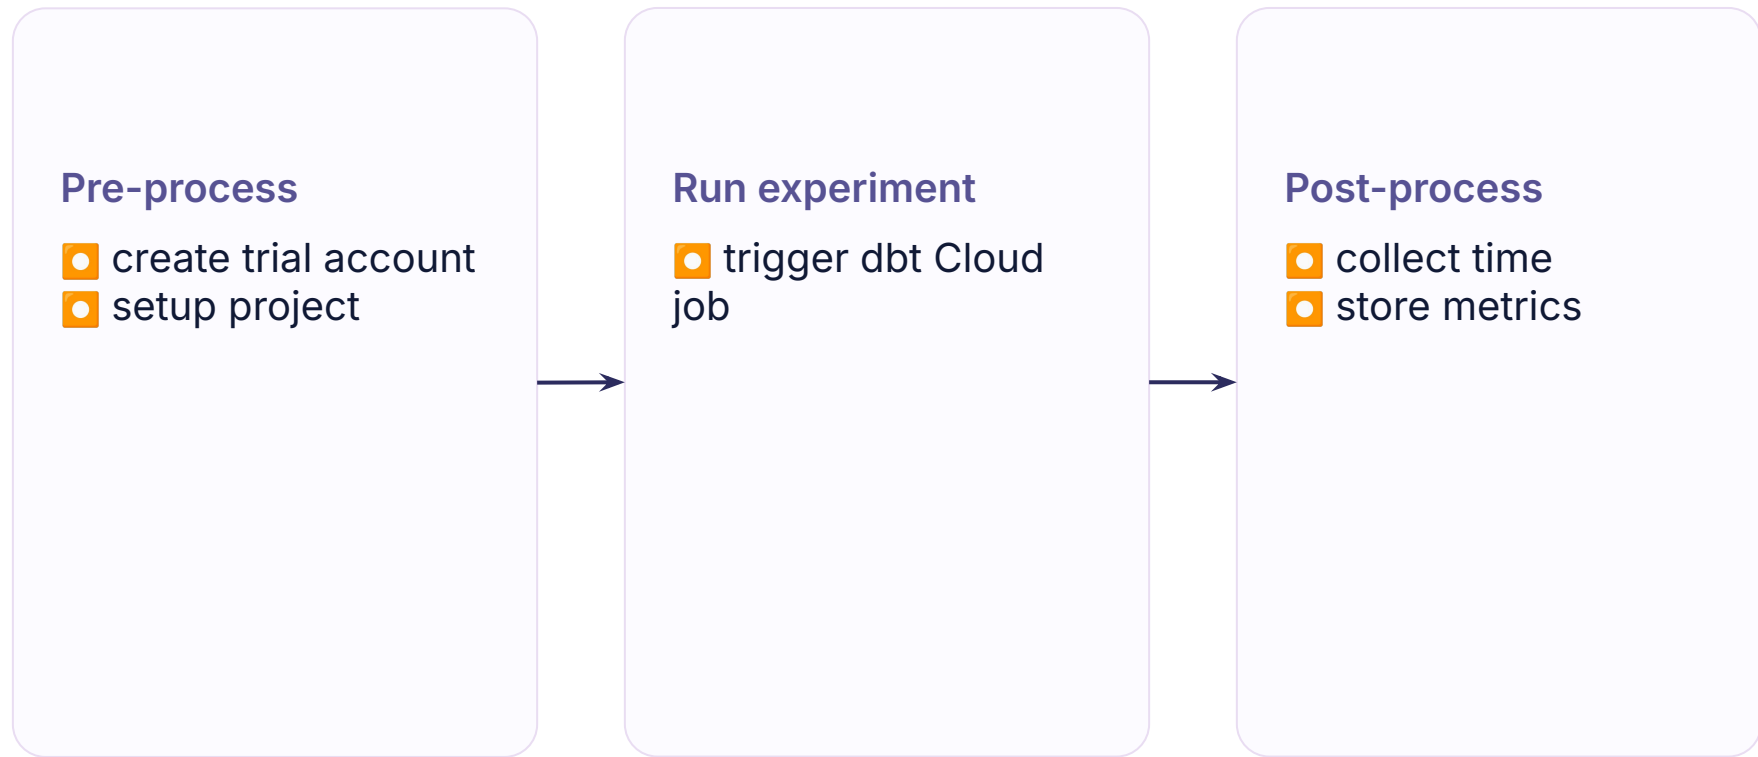 Pre-process
⏺️ create trial account
⏺️ setup project
Run experiment
⏺️ trigger dbt Cloud
job
Post-process
⏺️ collect time
⏺️ store metrics